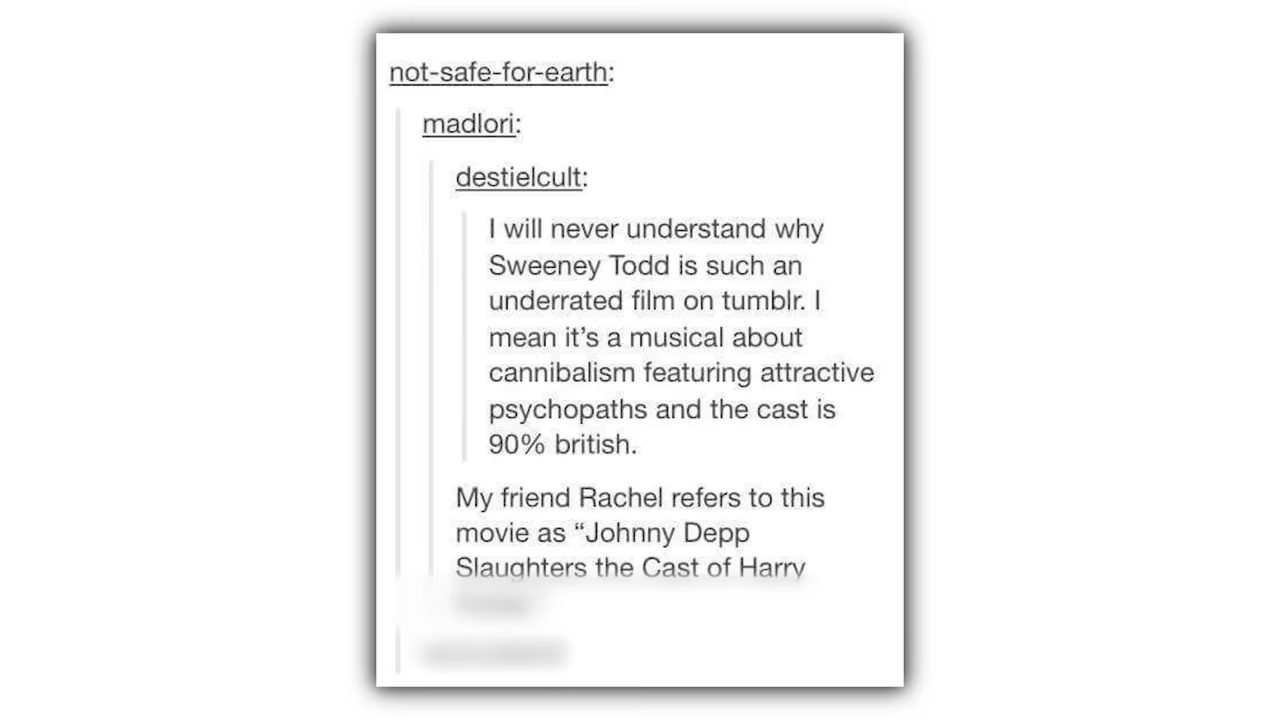 not-safe-for-earth:
madlori:
destielcult:
I will never understand why
Sweeney Todd is such an
underrated film on tumblr. I
mean it's a musical about
cannibalism featuring attractive
psychopaths and the cast is
90% british.
My friend Rachel refers to this
movie as “Johnny Depp
Slaughters the Cast of Harry